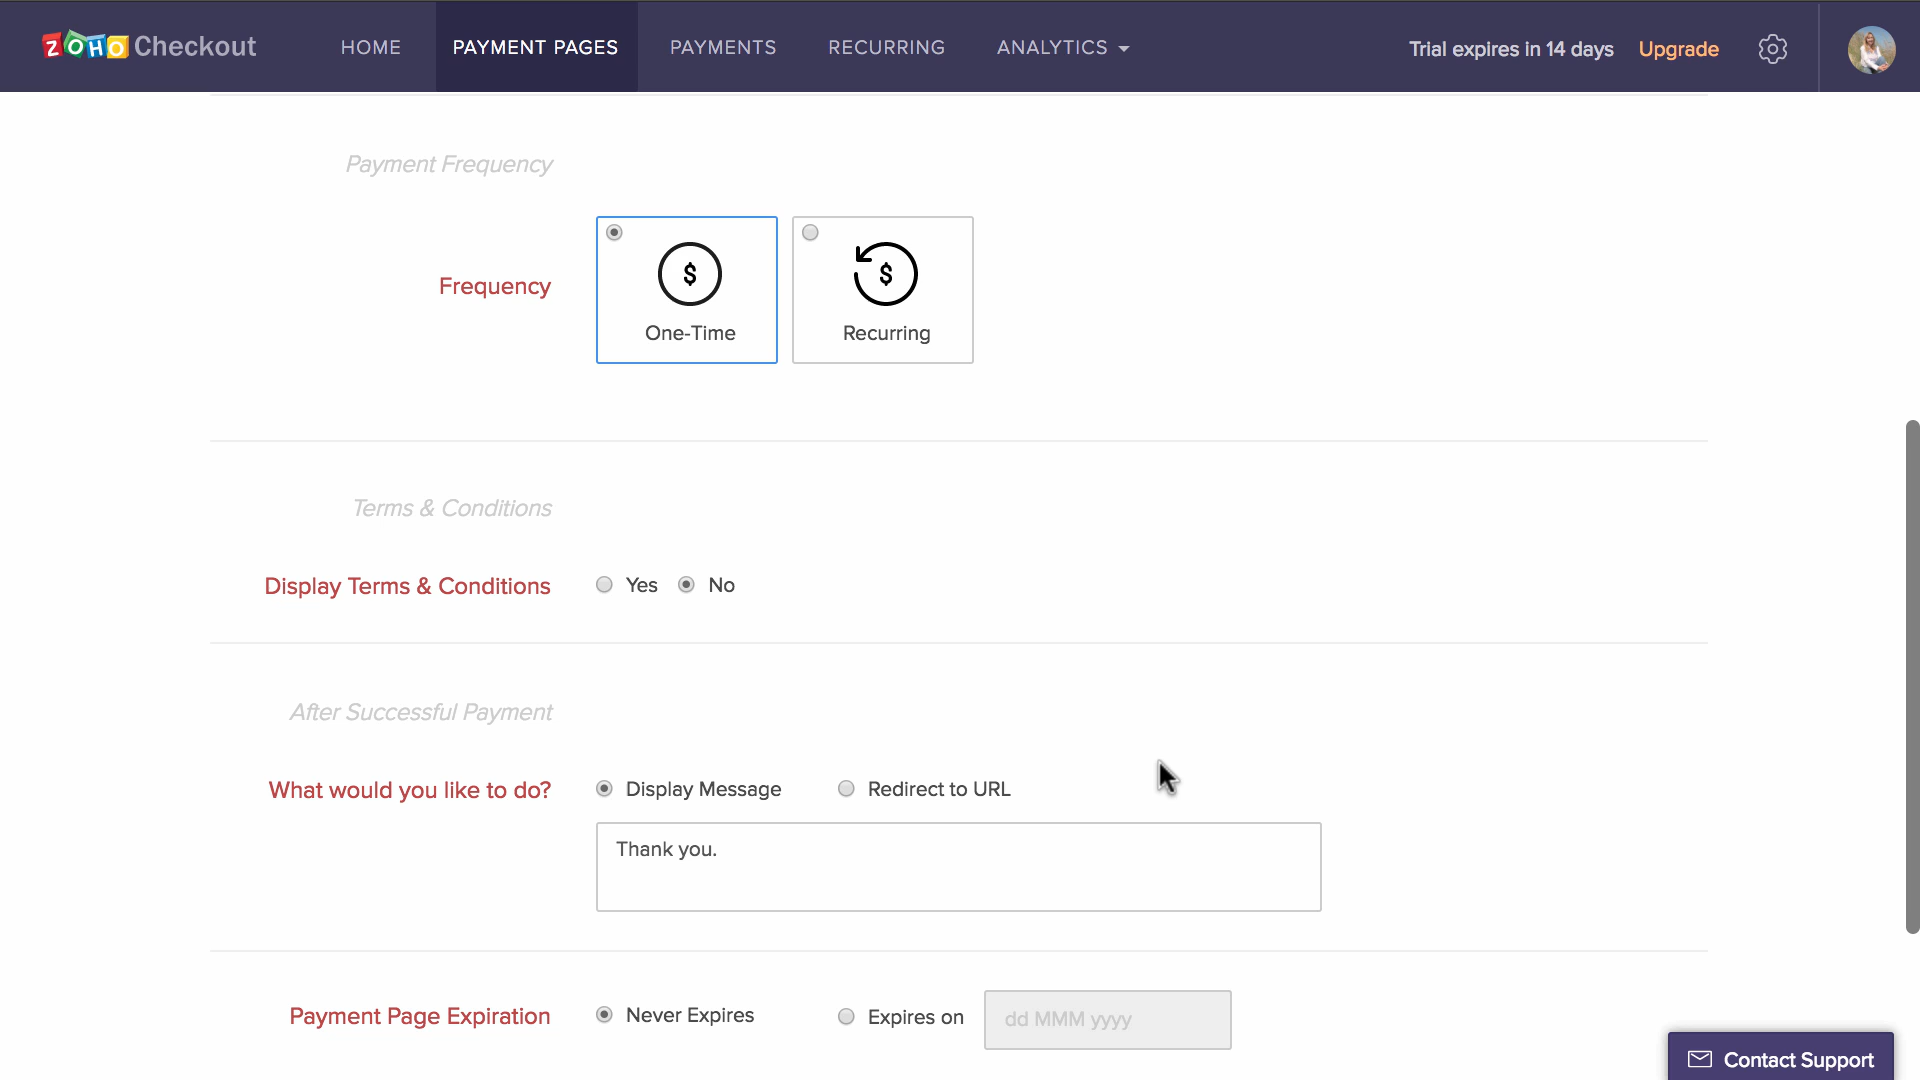 ZOHO Checkout HOME PAYMENT PAGES PAYMENTS RECURRING ANALYTICS Trial expires in 14 days Upgrade
Payment Frequency
Frequency
$ $
One-Time Recurring
Terms & Conditions
Display Terms & Conditions Yes No
After Successful Payment
What would you like to do? Display Message Redirect to URL
Thank you.
Payment Page Expiration Never Expires Expires on dd MMM yyyy
Contact Support